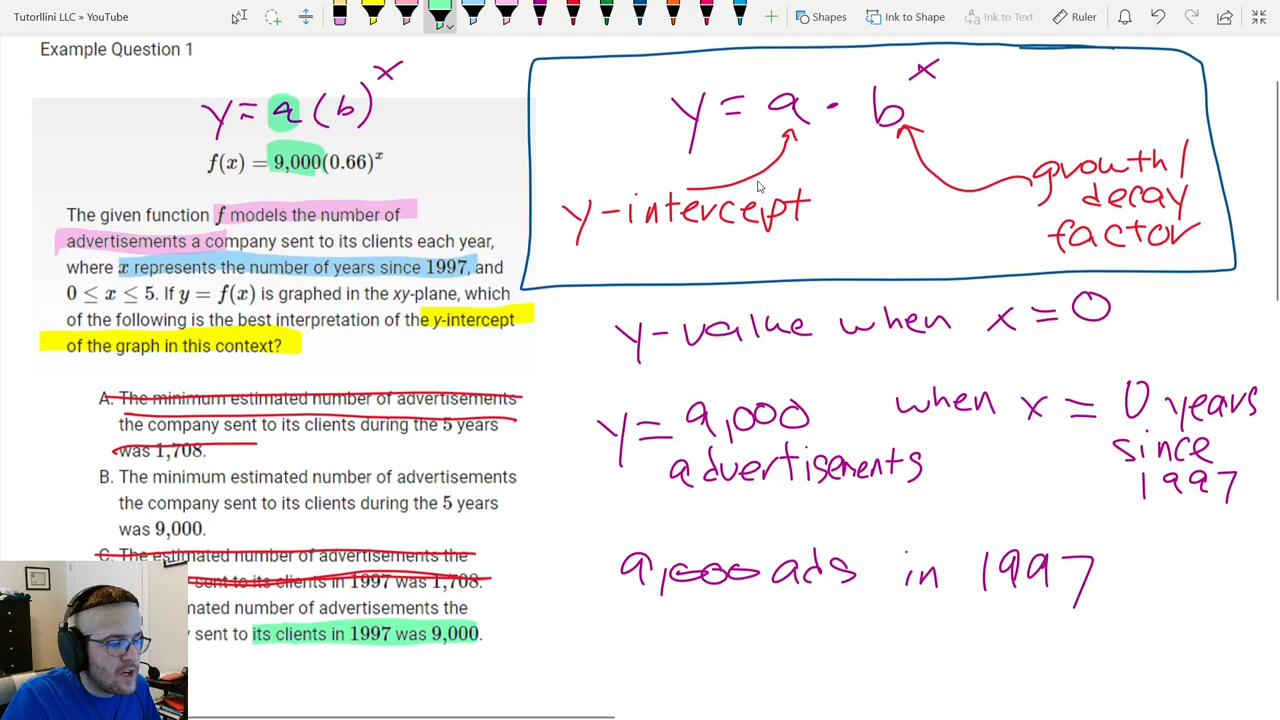 Tutorllini LLC » YouTube
Shapes
Ink to Shape
Ink to Text
Ruler
Example Question 1
y = a (b)^x
f(x) = 9,000(0.66)^x
The given function f models the number of
advertisements a company sent to its clients each year,
where x represents the number of years since 1997, and
0 ≤ x ≤ 5. If y = f(x) is graphed in the xy-plane, which
of the following is the best interpretation of the y-intercept
of the graph in this context?
A. The minimum estimated number of advertisements
the company sent to its clients during the 5 years
was 1,708.
B. The minimum estimated number of advertisements
the company sent to its clients during the 5 years
was 9,000.
C. The estimated number of advertisements the
sent to its clients in 1997 was 1,708.
number of advertisements the
sent to its clients in 1997 was 9,000.
y = a · b^x
y-intercept
growth/
decay
factor
y-value when x = 0
y = 9,000 when x = 0 years
advertisements since
1997
9,000 ads in 1997